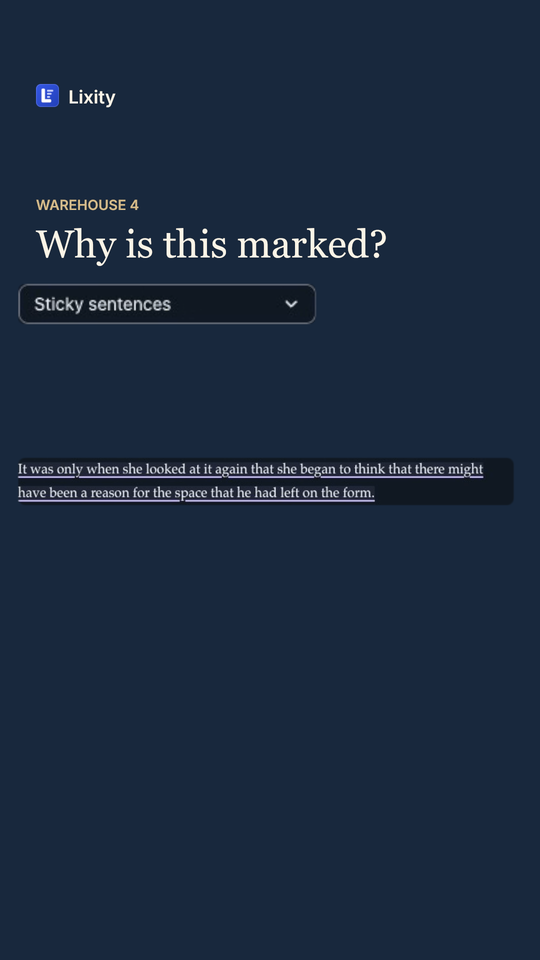 Lixity
WAREHOUSE 4
Why is this marked?
Sticky sentences
It was only when she looked at it again that she began to think that there might
have been a reason for the space that he had left on the form.